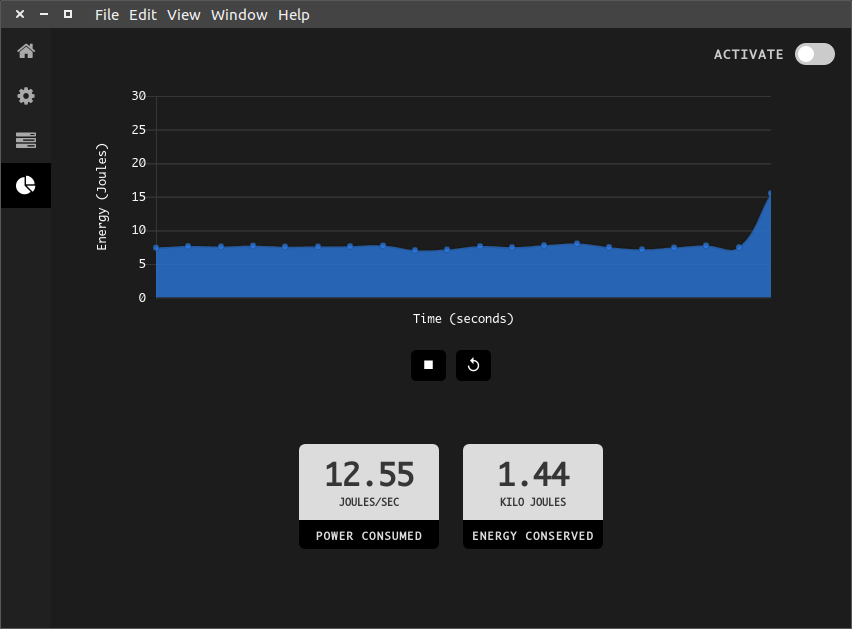 File Edit View Window Help
ACTIVATE
30
25
20
15
10
5
0
Energy (Joules)
Time (seconds)
12.55
JOULES/SEC
POWER CONSUMED
1.44
KILO JOULES
ENERGY CONSERVED